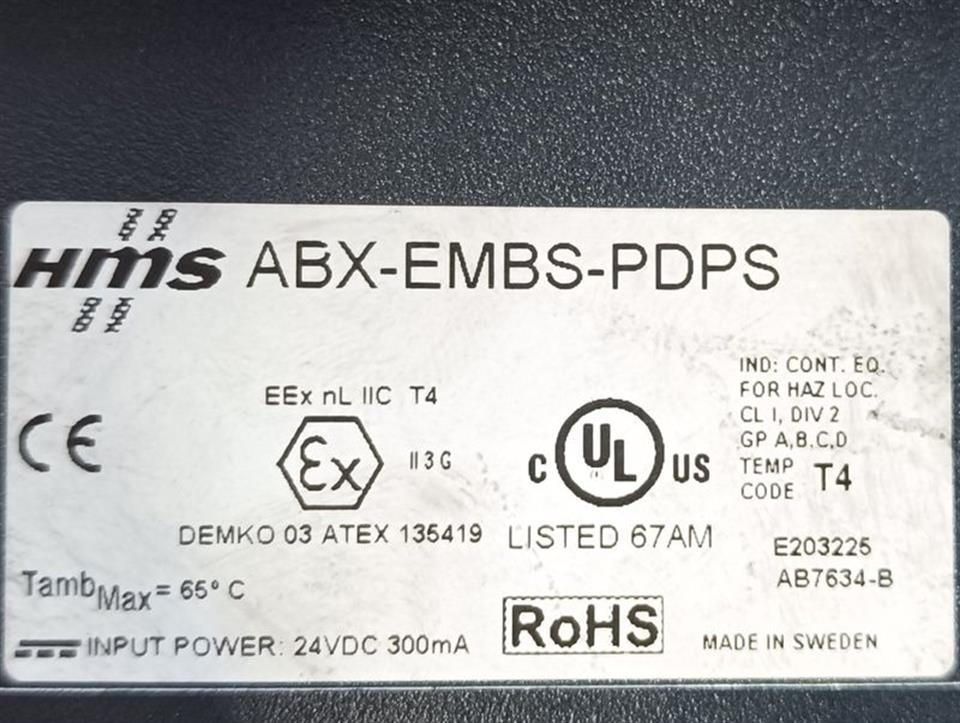 HMS ABX-EMBS-PDPS
CE
EEx nL IIC T4
Ex II 3 G
DEMKO 03 ATEX 135419
C UL US
LISTED 67AM
IND: CONT. EQ.
FOR HAZ LOC.
CL I, DIV 2
GP A,B,C,D
TEMP
CODE T4
E203225
AB7634-B
TambMax = 65° C
INPUT POWER: 24VDC 300mA
RoHS
MADE IN SWEDEN